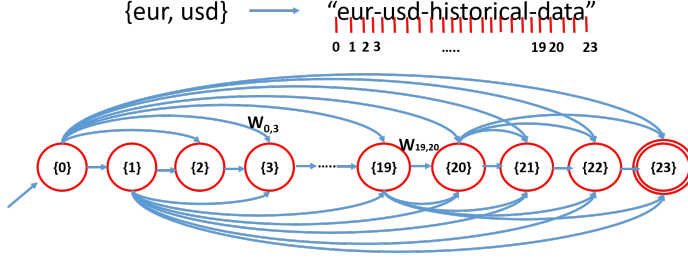 {eur, usd} “eur-usd-historical-data”
0 1 2 3 ..... 19 20 23
W0,3
W19,20
{0} {1} {2} {3} ...... {19} {20} {21} {22} {23}